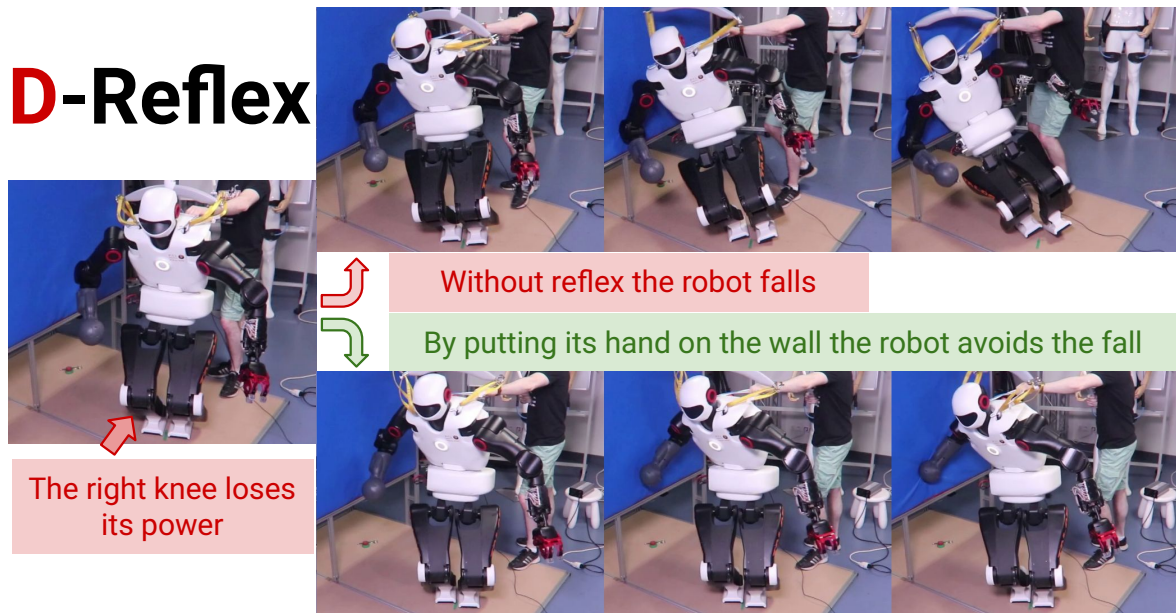 D-Reflex
Without reflex the robot falls
By putting its hand on the wall the robot avoids the fall
The right knee loses
its power